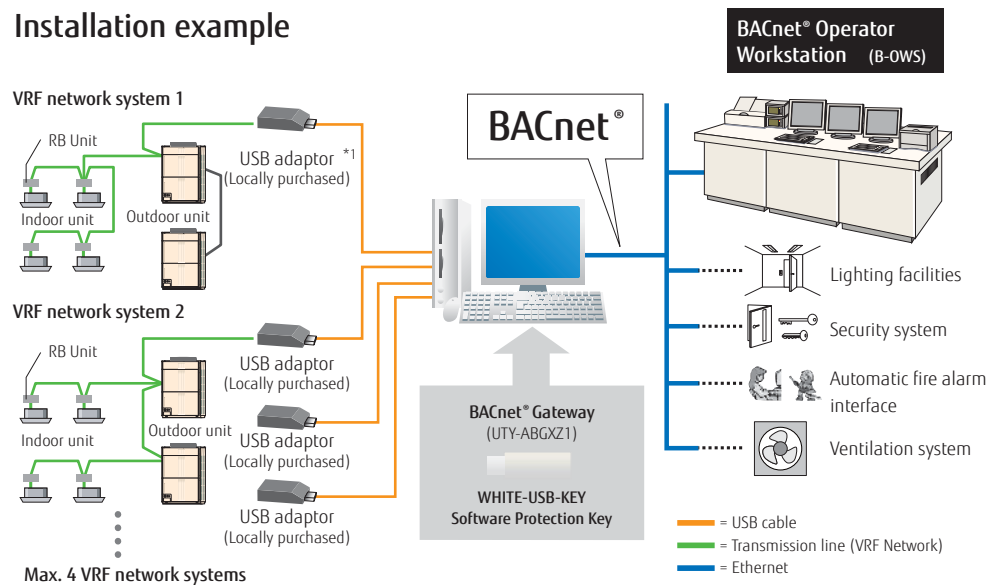 Installation example
BACnet® Operator
Workstation (B-OWS)
VRF network system 1
RB Unit
Indoor unit
Outdoor unit
USB adaptor *1
(Locally purchased)
BACnet®
VRF network system 2
RB Unit
Indoor unit
Outdoor unit
USB adaptor
(Locally purchased)
USB adaptor
(Locally purchased)
USB adaptor
(Locally purchased)
Max. 4 VRF network systems
BACnet® Gateway
(UTY-ABGXZ1)
WHITE-USB-KEY
Software Protection Key
Lighting facilities
Security system
Automatic fire alarm
interface
Ventilation system
= USB cable
= Transmission line (VRF Network)
= Ethernet